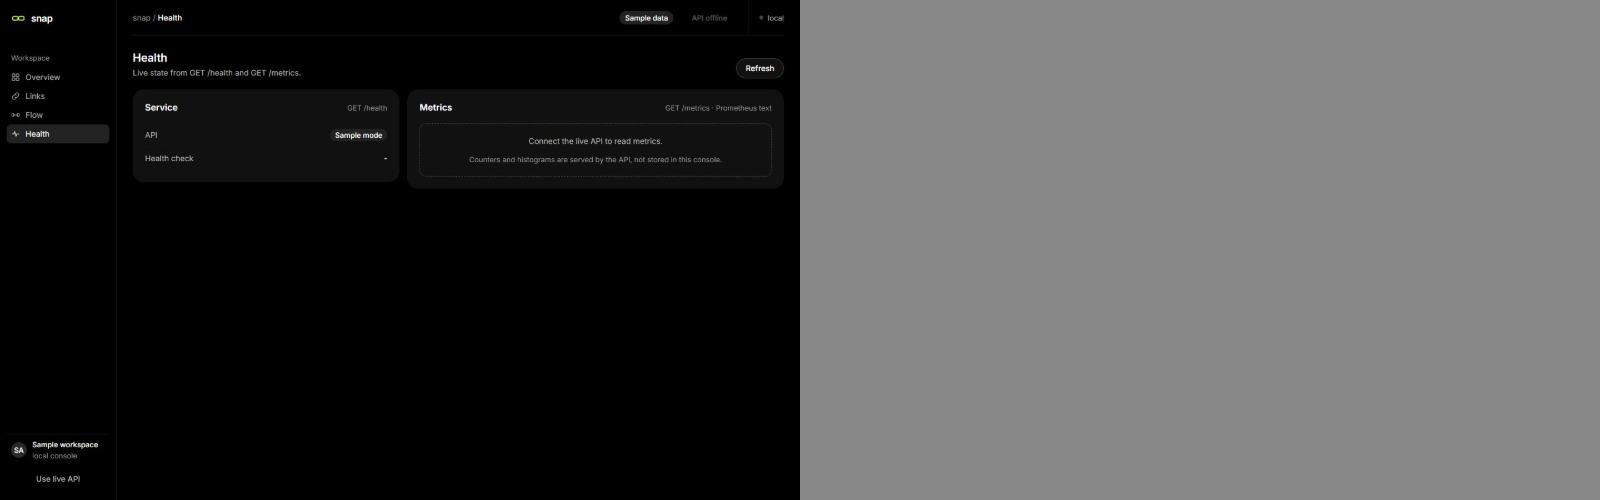 snap
Workspace
Overview
Links
Flow
Health
SA
Sample workspace
local console
Use live API
snap / Health
Sample data
API offline
local
Health
Live state from GET /health and GET /metrics.
Refresh
Service
GET /health
API
Sample mode
Health check
-
Metrics
GET /metrics · Prometheus text
Connect the live API to read metrics.
Counters and histograms are served by the API, not stored in this console.